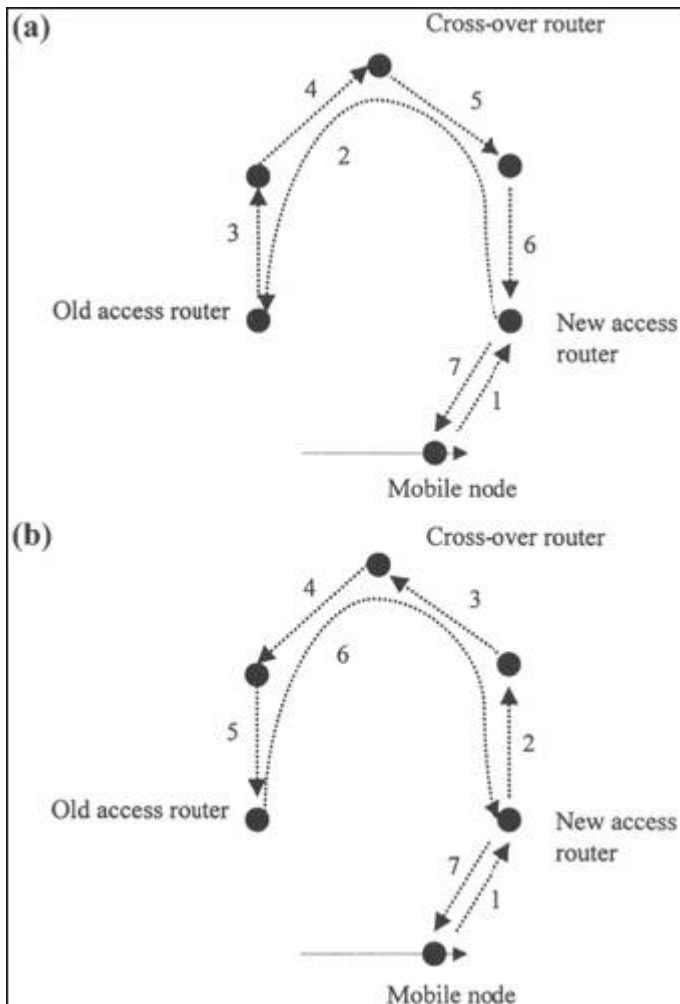 (a)
Cross-over router
4
5
2
3
6
Old access router
New access
router
7
1
Mobile node
(b)
Cross-over router
4
3
6
5
2
Old access router
New access
router
7
1
Mobile node